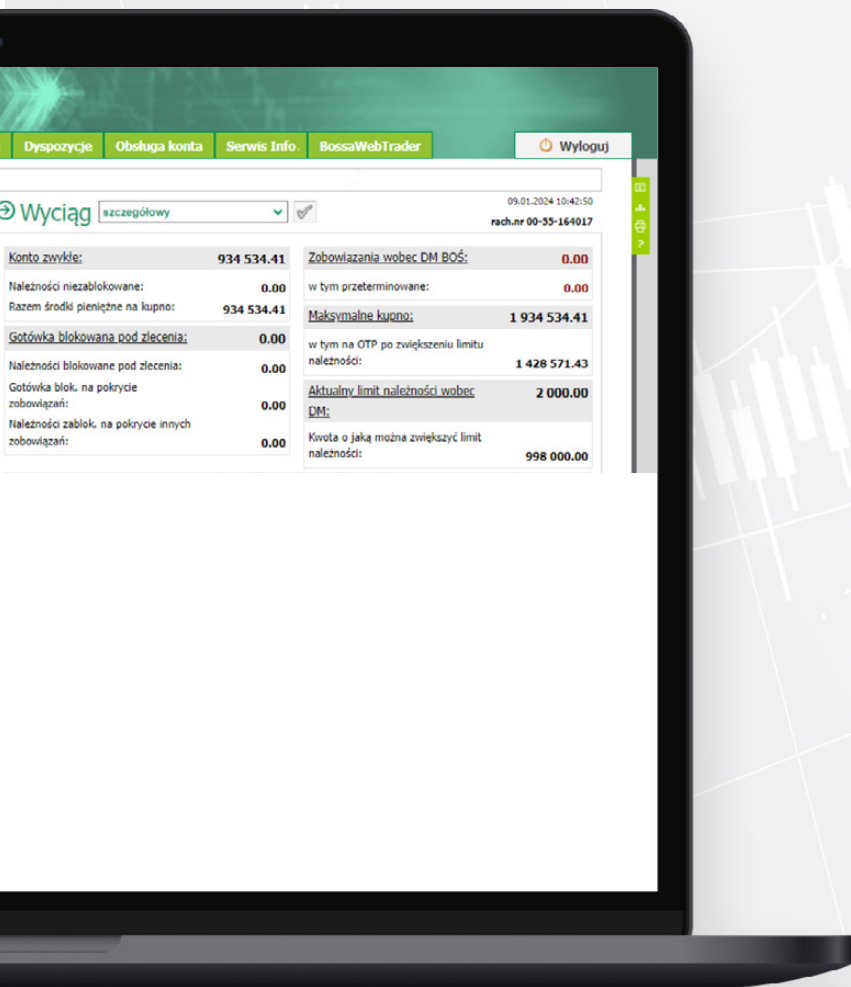 Dyspozycje Obsługa konta Serwis Info. BossaWebTrader Wyloguj
09.01.2024 10:42:50
Wyciąg szczegółowy
rach.nr 00-55-164017
Konto zwykłe: 934 534.41
Należności niezablokowane: 0.00
Razem środki pieniężne na kupno: 934 534.41
Gotówka blokowana pod zlecenia: 0.00
Należności blokowane pod zlecenia: 0.00
Gotówka blok. na pokrycie
zobowiązań: 0.00
Należności zablok. na pokrycie innych
zobowiązań: 0.00
Zobowiązania wobec DM BOŚ: 0.00
w tym przeterminowane: 0.00
Maksymalne kupno: 1 934 534.41
w tym na OTP po zwiększeniu limitu
należności: 1 428 571.43
Aktualny limit należności wobec 2 000.00
DM:
Kwota o jaką można zwiększyć limit
należności: 998 000.00
?